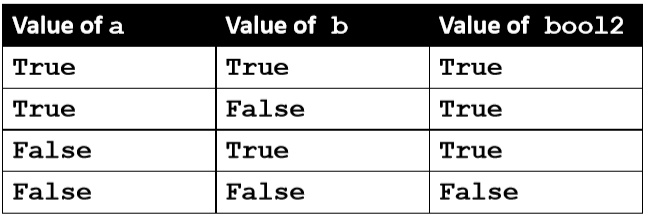 Value of a Value of b Value of bool2
True True True
True False True
False True True
False False False